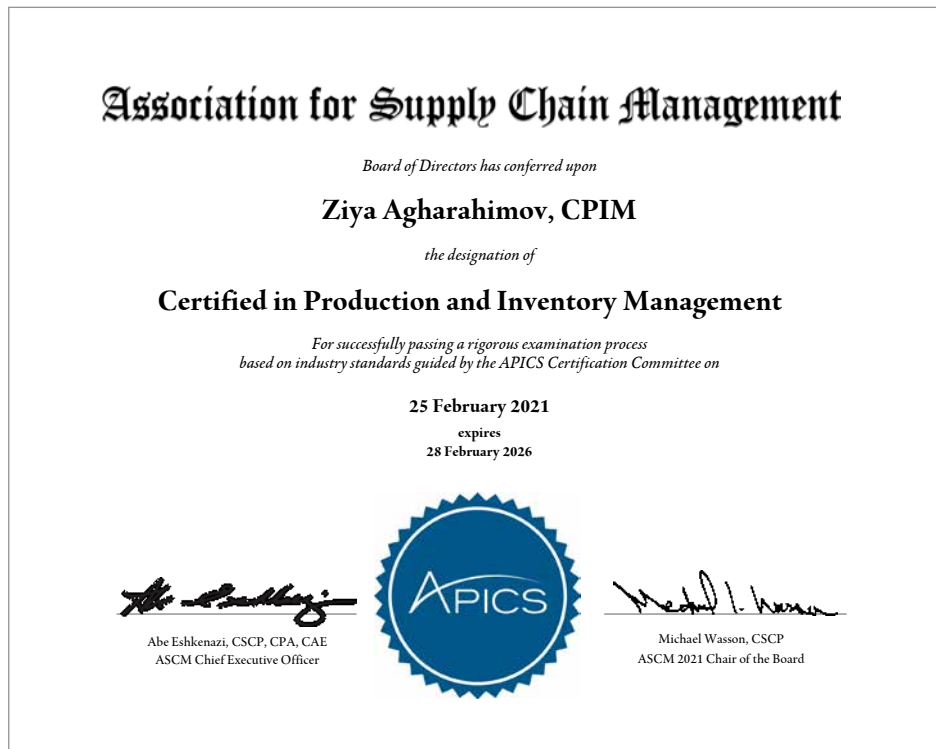 Association for Supply Chain Management
Board of Directors has conferred upon
Ziya Agharahimov, CPIM
the designation of
Certified in Production and Inventory Management
For successfully passing a rigorous examination process
based on industry standards guided by the APICS Certification Committee on
25 February 2021
expires
28 February 2026
APICS
Abe Eshkenazi, CSCP, CPA, CAE
ASCM Chief Executive Officer
Michael Wasson, CSCP
ASCM 2021 Chair of the Board